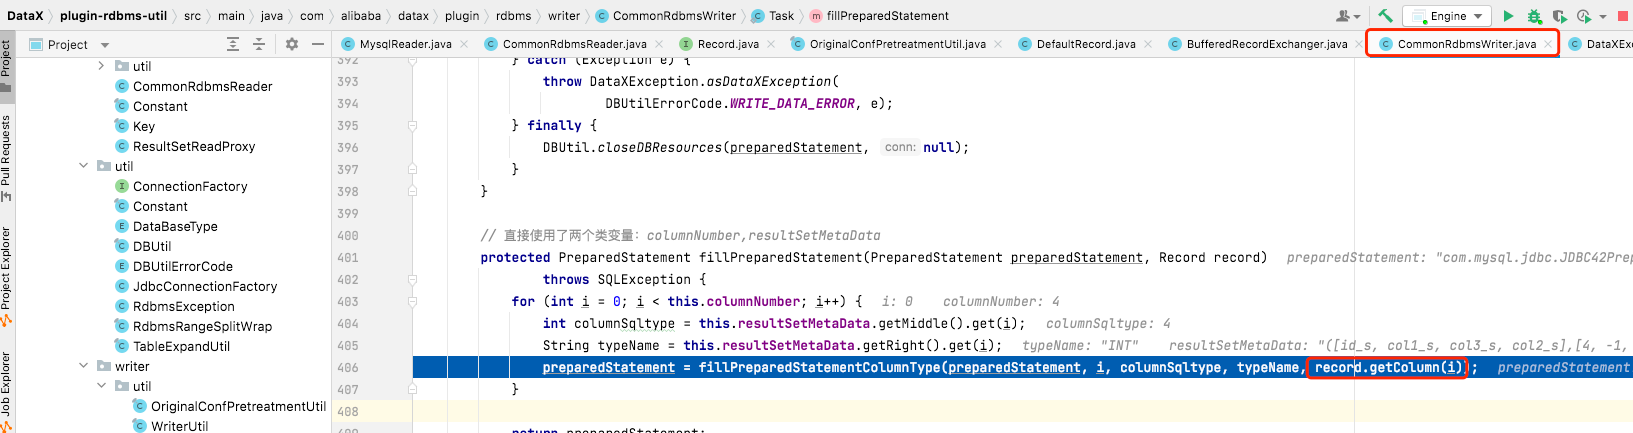 DataX › plugin-rdbms-util › src › main › java › com › alibaba › datax › plugin › rdbms › writer › CommonRdbmsWriter › Task › fillPreparedStatement
Engine
Project
MysqlReader.java
CommonRdbmsReader.java
Record.java
OriginalConfPretreatmentUtil.java
DefaultRecord.java
BufferedRecordExchanger.java
CommonRdbmsWriter.java
DataXEx
Project
Pull Requests
Project Explorer
Job Explorer
util
CommonRdbmsReader
Constant
Key
ResultSetReadProxy
util
ConnectionFactory
Constant
DataBaseType
DBUtil
DBUtilErrorCode
JdbcConnectionFactory
RdbmsException
RdbmsRangeSplitWrap
TableExpandUtil
writer
util
OriginalConfPretreatmentUtil
WriterUtil
392 } catch (Exception e) {
393 throw DataXException.asDataXException(
394 DBUtilErrorCode.WRITE_DATA_ERROR, e);
395 } finally {
396 DBUtil.closeDBResources(preparedStatement, conn: null);
397 }
398 }
399
400 // 直接使用了两个类变量：columnNumber,resultSetMetaData
401 protected PreparedStatement fillPreparedStatement(PreparedStatement preparedStatement, Record record) preparedStatement: "com.mysql.jdbc.JDBC42Prep
402 throws SQLException {
403 for (int i = 0; i < this.columnNumber; i++) { i: 0 columnNumber: 4
404 int columnSqltype = this.resultSetMetaData.getMiddle().get(i); columnSqltype: 4
405 String typeName = this.resultSetMetaData.getRight().get(i); typeName: "INT" resultSetMetaData: "([id_s, col1_s, col3_s, col2_s],[4, -1,
406 preparedStatement = fillPreparedStatementColumnType(preparedStatement, i, columnSqltype, typeName, record.getColumn(i)); preparedStatement
407 }
408
409 return preparedStatement;